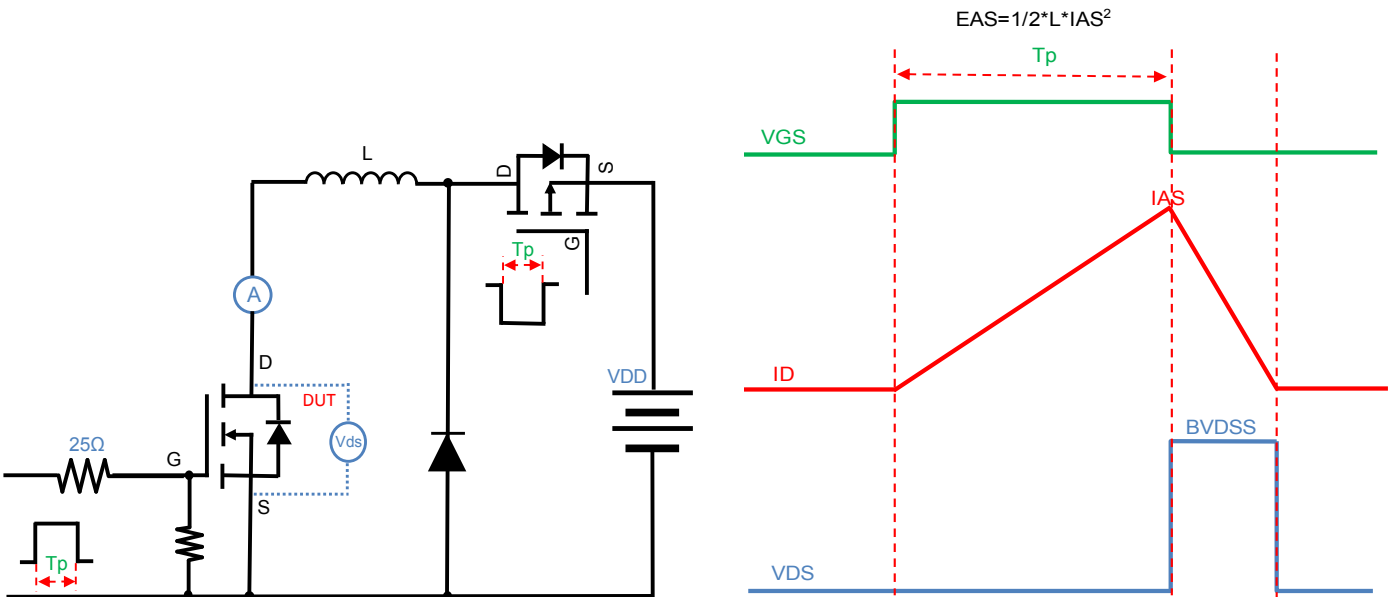 L
D
S
G
Tp
A
D
DUT
Vds
VDD
25Ω
G
S
Tp
EAS=1/2*L*IAS²
Tp
VGS
IAS
ID
BVDSS
VDS